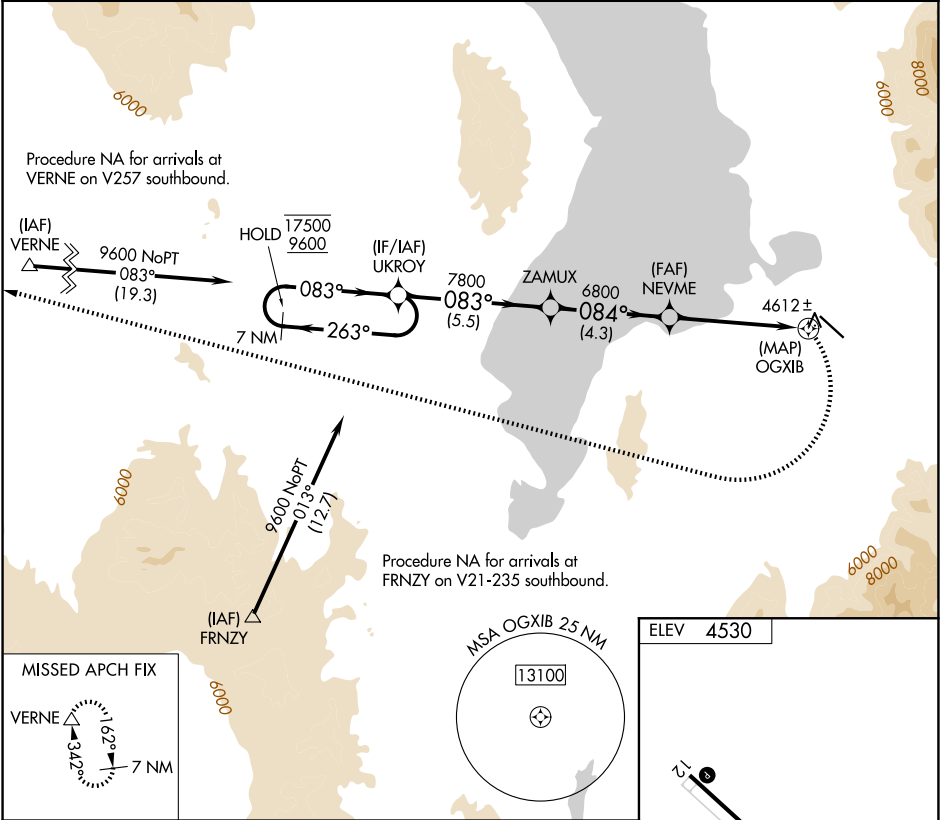 6000
8000
6000
Procedure NA for arrivals at
VERNE on V257 southbound.
(IAF)
VERNE
9600 NoPT
083°
(19.3)
HOLD
17500
9600
083°
263°
7 NM
(IF/IAF)
UKROY
7800
083°
(5.5)
ZAMUX
6800
084°
(4.3)
(FAF)
NEVME
4612 ±
(MAP)
OGXIB
6000
9600 NoPT
013°
(12.7)
(IAF)
FRNZY
6000
Procedure NA for arrivals at
FRNZY on V21-235 southbound.
6000
8000
MISSED APCH FIX
VERNE
162°
342°
7 NM
MSA OGXIB 25 NM
13100
ELEV 4530
12
P